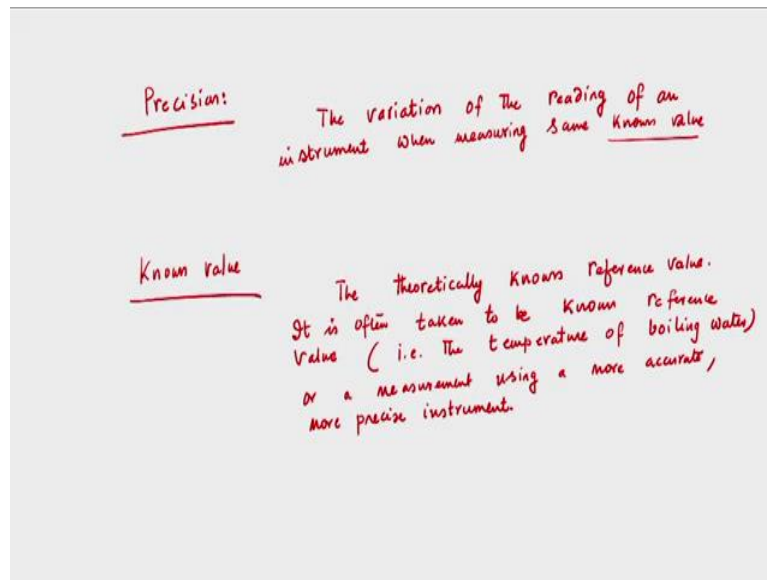 Precision:
The variation of The reading of an
instrument when measuring same Known value
Known value
The theoretically Known reference value.
It is often taken to be Known reference
value ( i.e. The temperature of boiling water)
or a measurement using a more accurate,
more precise instrument.